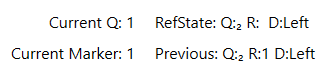 Current Q: 1 RefState: Q:₂ R: D:Left
Current Marker: 1 Previous: Q:₂ R:1 D:Left